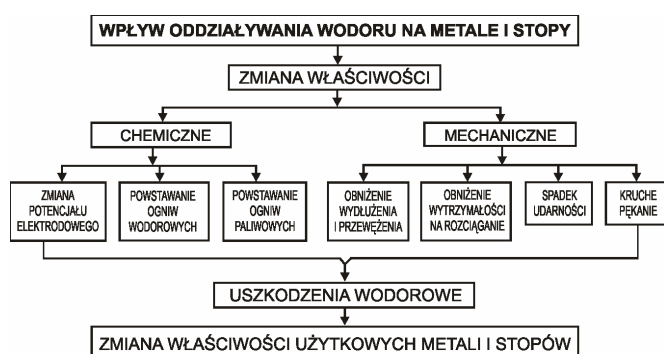 WPŁYW ODDZIAŁYWANIA WODORU NA METALE I STOPY
ZMIANA WŁAŚCIWOŚCI
CHEMICZNE
MECHANICZNE
ZMIANA
POTENCJAŁU
ELEKTRODOWEGO
POWSTAWANIE
OGNIW
WODOROWYCH
POWSTAWANIE
OGNIW
PALIWOWYCH
OBNIŻENIE
WYDŁUŻENIA
I PRZEWĘŻENIA
OBNIŻENIE
WYTRZYMAŁOŚCI
NA ROZCIĄGANIE
SPADEK
UDARNOŚCI
KRUCHE
PĘKANIE
USZKODZENIA WODOROWE
ZMIANA WŁAŚCIWOŚCI UŻYTKOWYCH METALI I STOPÓW